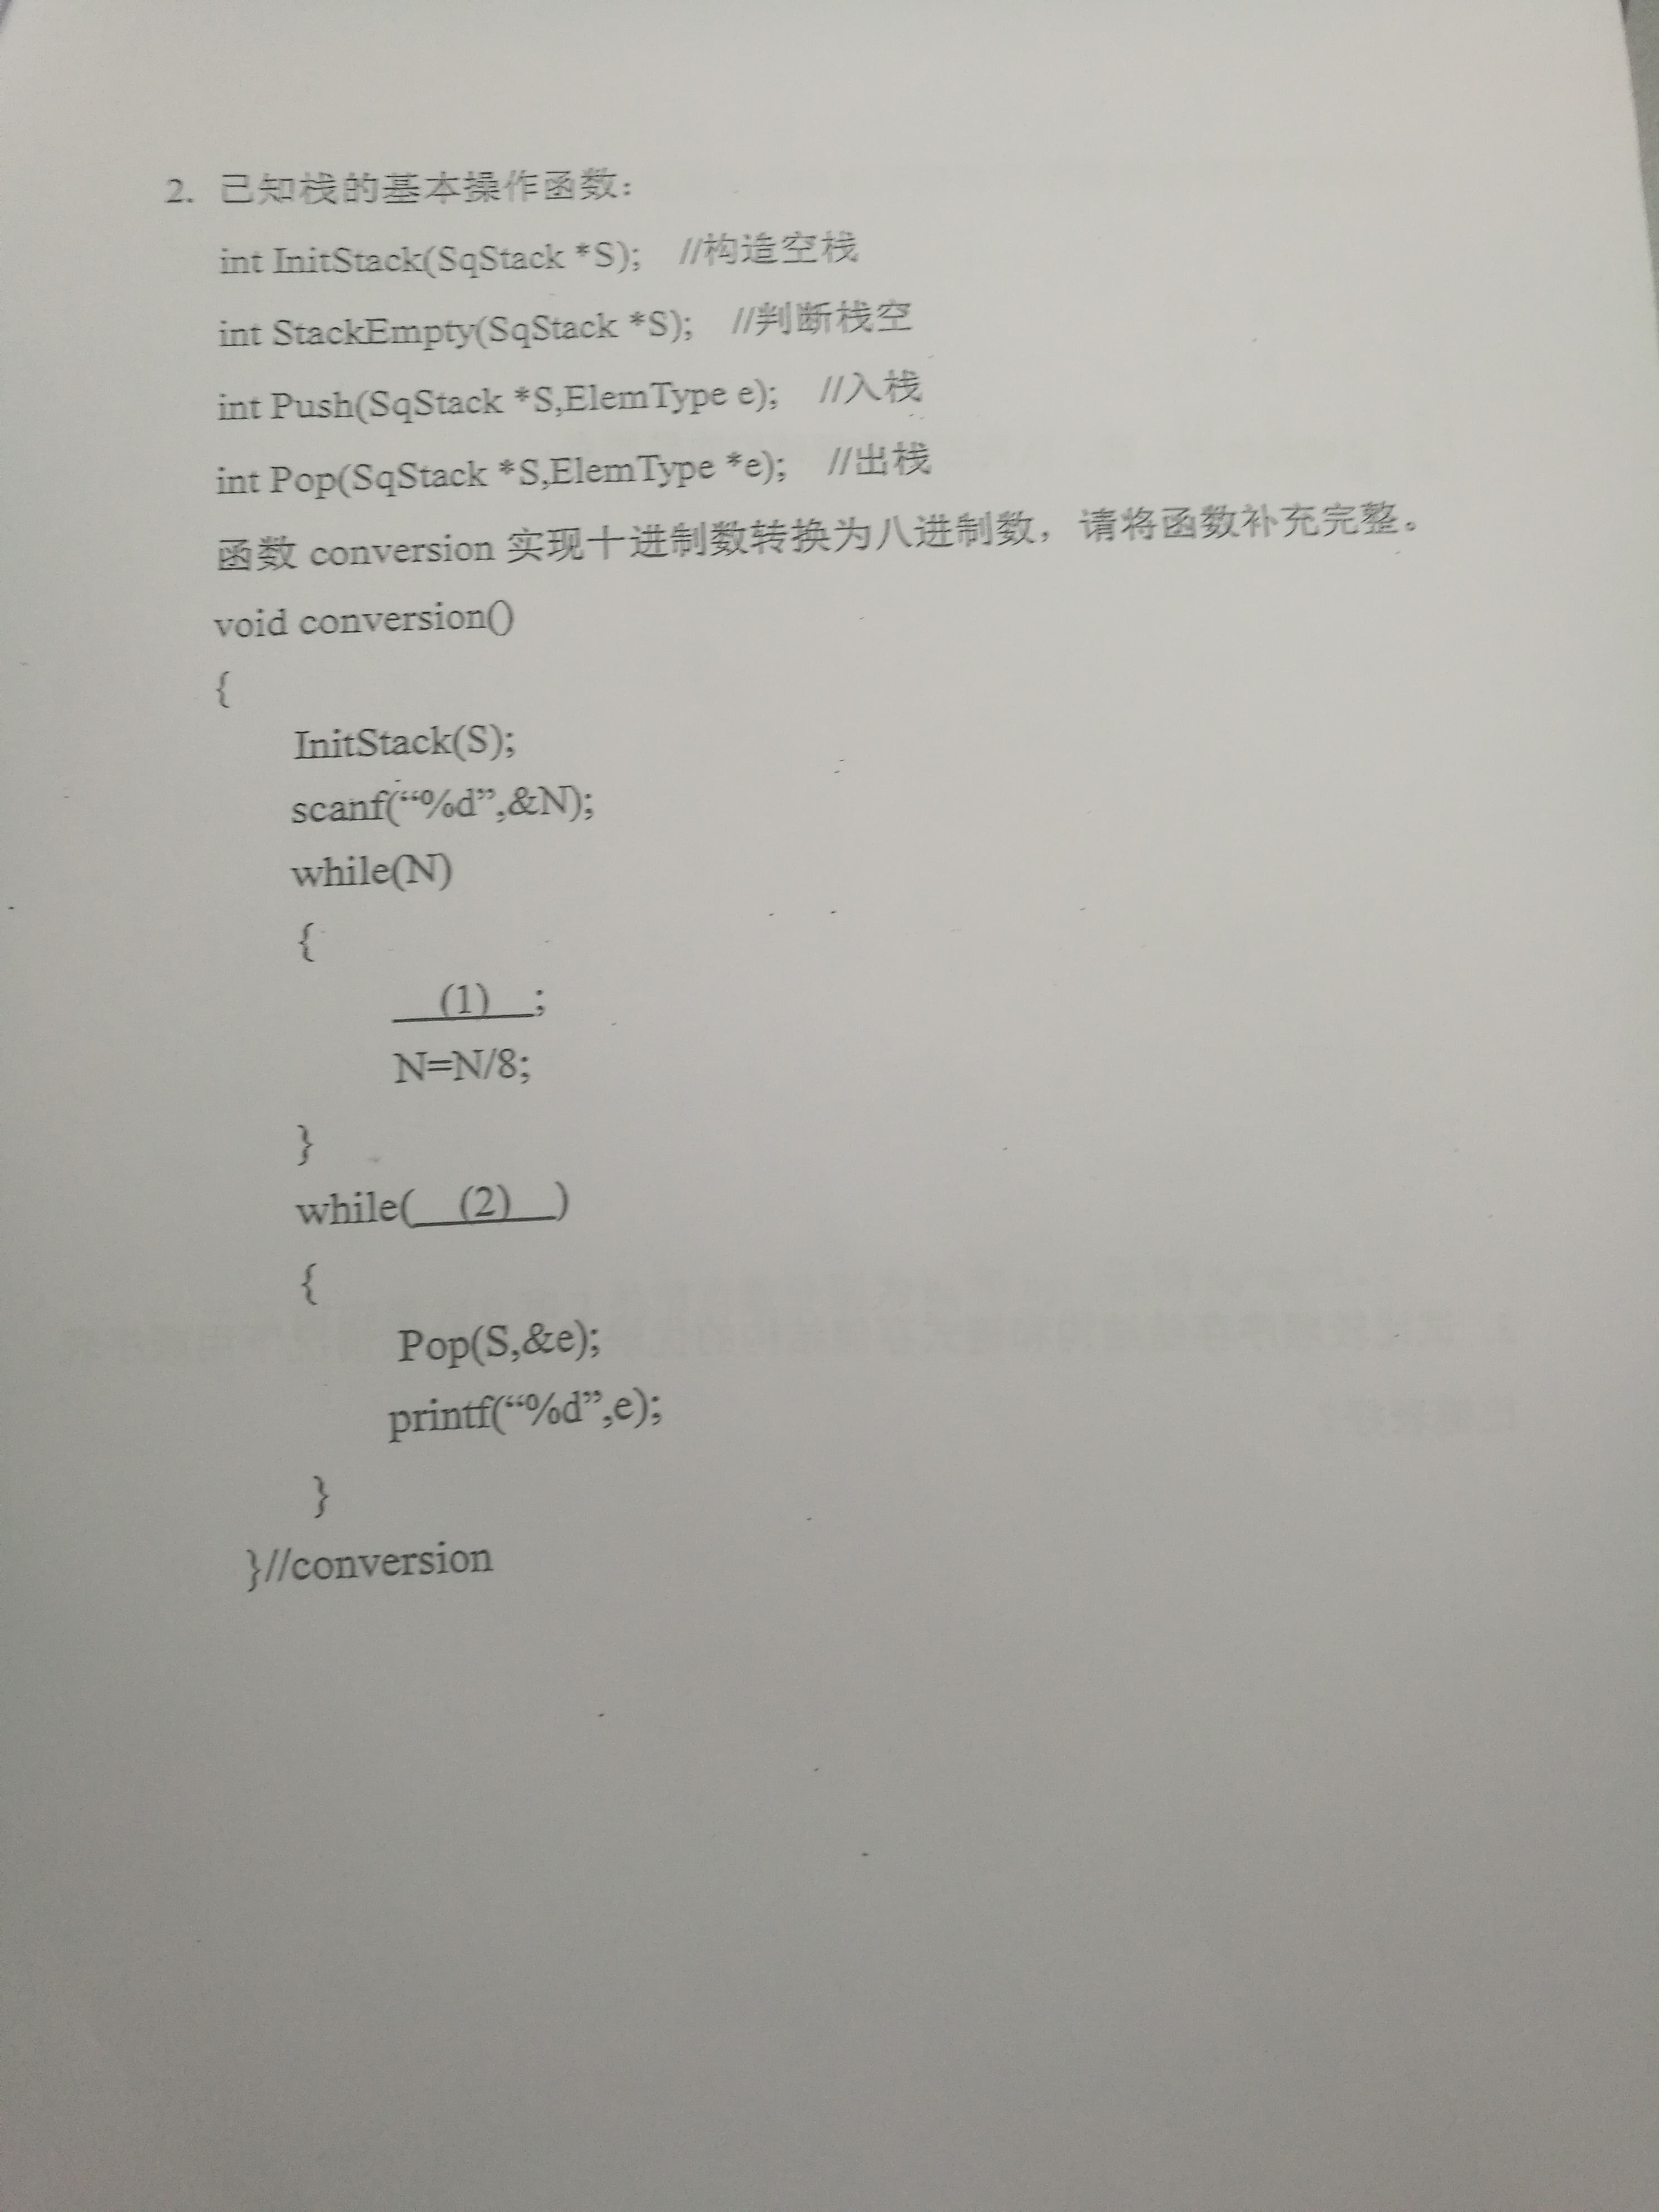 2. 已知栈的基本操作函数：
int InitStack(SqStack *S); //构造空栈
int StackEmpty(SqStack *S); //判断栈空
int Push(SqStack *S,ElemType e); //入栈
int Pop(SqStack *S,ElemType *e); //出栈
函数 conversion 实现十进制数转换为八进制数，请将函数补充完整。
void conversion()
{
InitStack(S);
scanf(“%d”,&N);
while(N)
{
__(1)__;
N=N/8;
}
while(__(2)__)
{
Pop(S,&e);
printf(“%d”,e);
}
}//conversion